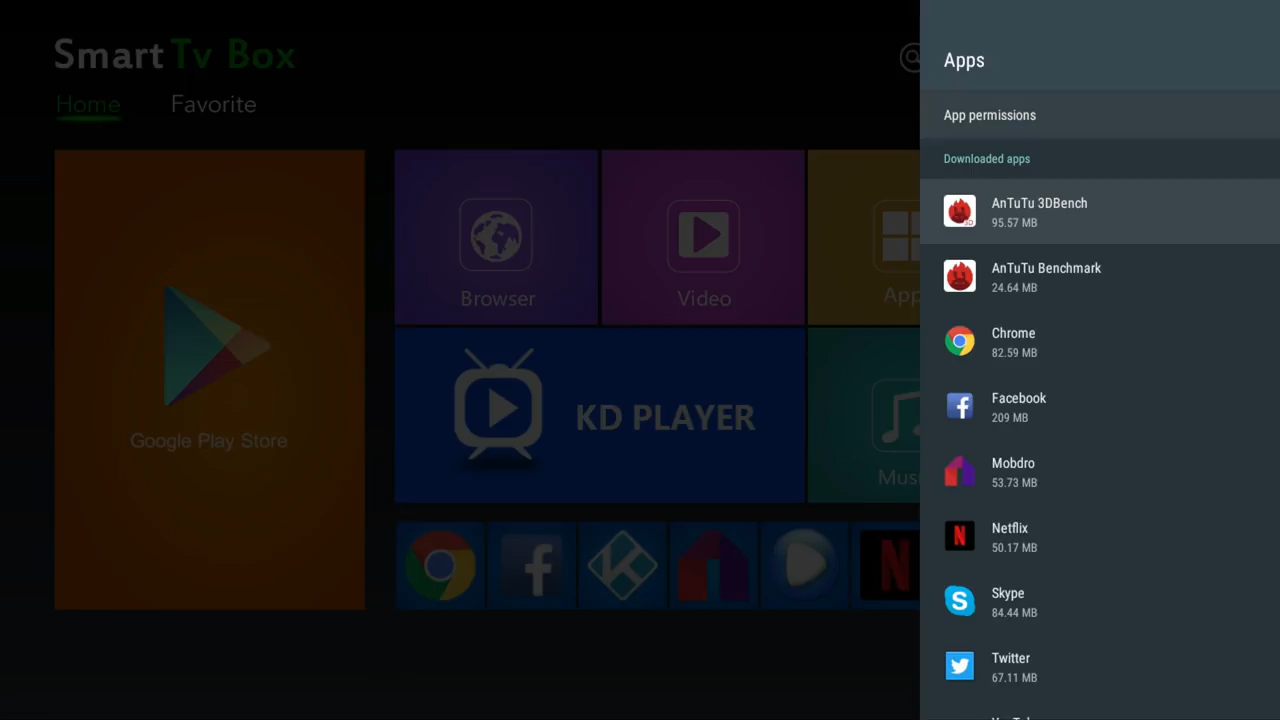 Smart Tv Box
Home
Favorite
Google Play Store
Browser
Video
App
KD PLAYER
Mus
Apps
App permissions
Downloaded apps
AnTuTu 3DBench
95.57 MB
AnTuTu Benchmark
24.64 MB
Chrome
82.59 MB
Facebook
209 MB
Mobdro
53.73 MB
Netflix
50.17 MB
Skype
84.44 MB
Twitter
67.11 MB